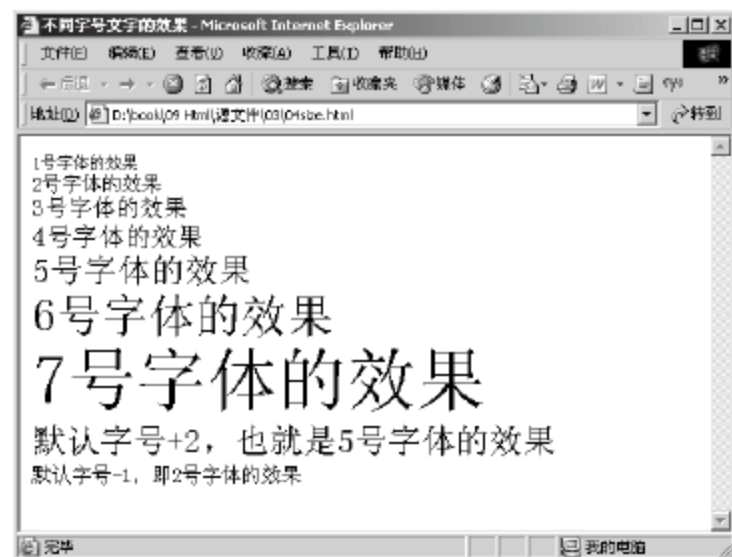 不同字号文字的效果 - Microsoft Internet Explorer
文件(E) 编辑(E) 查看(V) 收藏(A) 工具(T) 帮助(H)
后退 搜索 收藏夹 媒体
地址(D) D:\book\09 Html\源文件\03\04size.html 转到
1号字体的效果
2号字体的效果
3号字体的效果
4号字体的效果
5号字体的效果
6号字体的效果
7号字体的效果
默认字号+2，也就是5号字体的效果
默认字号-1，即2号字体的效果
完毕 我的电脑